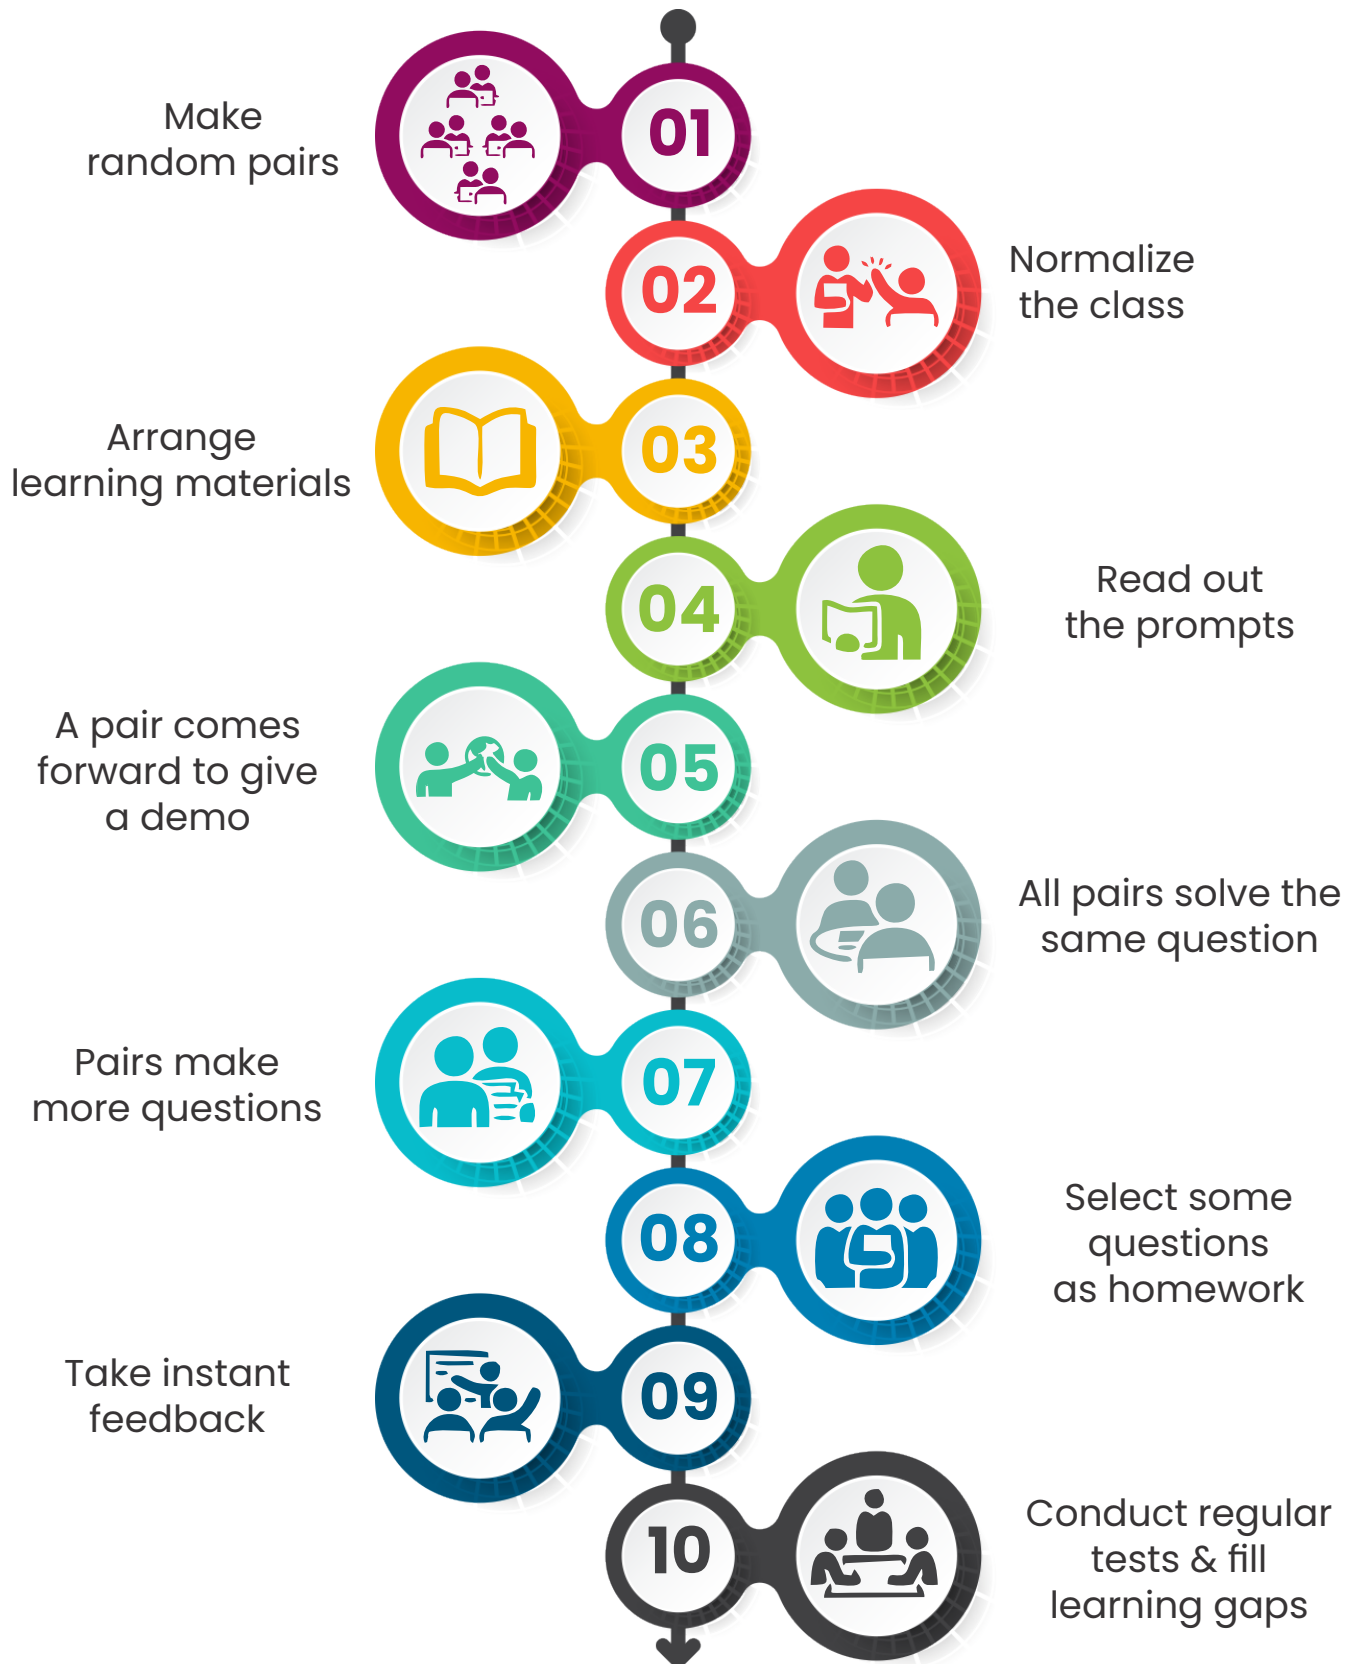 Make
random pairs
01
02
Normalize
the class
Arrange
learning materials
03
04
Read out
the prompts
A pair comes
forward to give
a demo
05
06
All pairs solve the
same question
Pairs make
more questions
07
08
Select some
questions
as homework
Take instant
feedback
09
10
Conduct regular
tests & fill
learning gaps